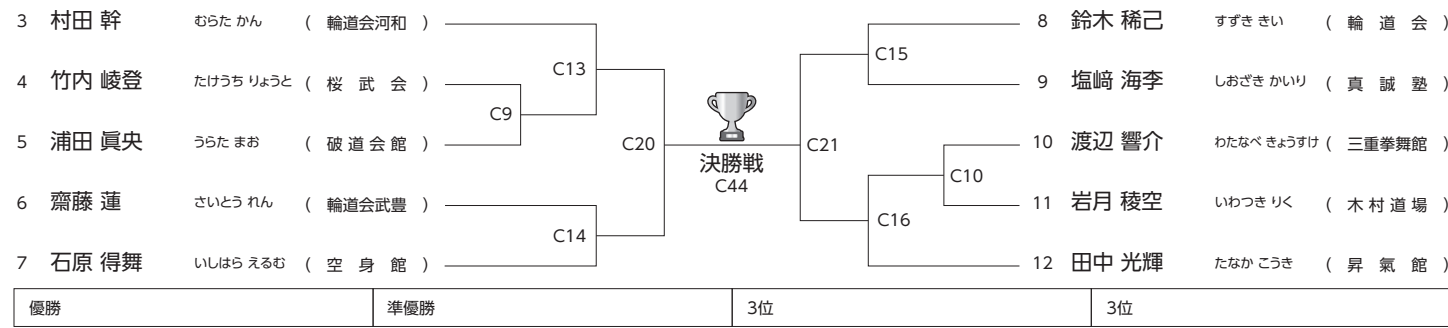 3 村田 幹 むらた かん ( 輪道会河和 )
4 竹内 崚登 たけうち りょうと ( 桜武会 )
5 浦田 眞央 うらた まお ( 破道会館 )
6 齋藤 蓮 さいとう れん ( 輪道会武豊 )
7 石原 得舞 いしはら えるむ ( 空身館 )
C13
C9
C20
C14
決勝戦
C44
C15
C21
C10
C16
8 鈴木 稀己 すずき きい ( 輪道会 )
9 塩﨑 海李 しおざき かいり ( 真誠塾 )
10 渡辺 響介 わたなべ きょうすけ ( 三重拳舞館 )
11 岩月 稜空 いわつき りく ( 木村道場 )
12 田中 光輝 たなか こうき ( 昇氣館 )
優勝 準優勝 3位 3位